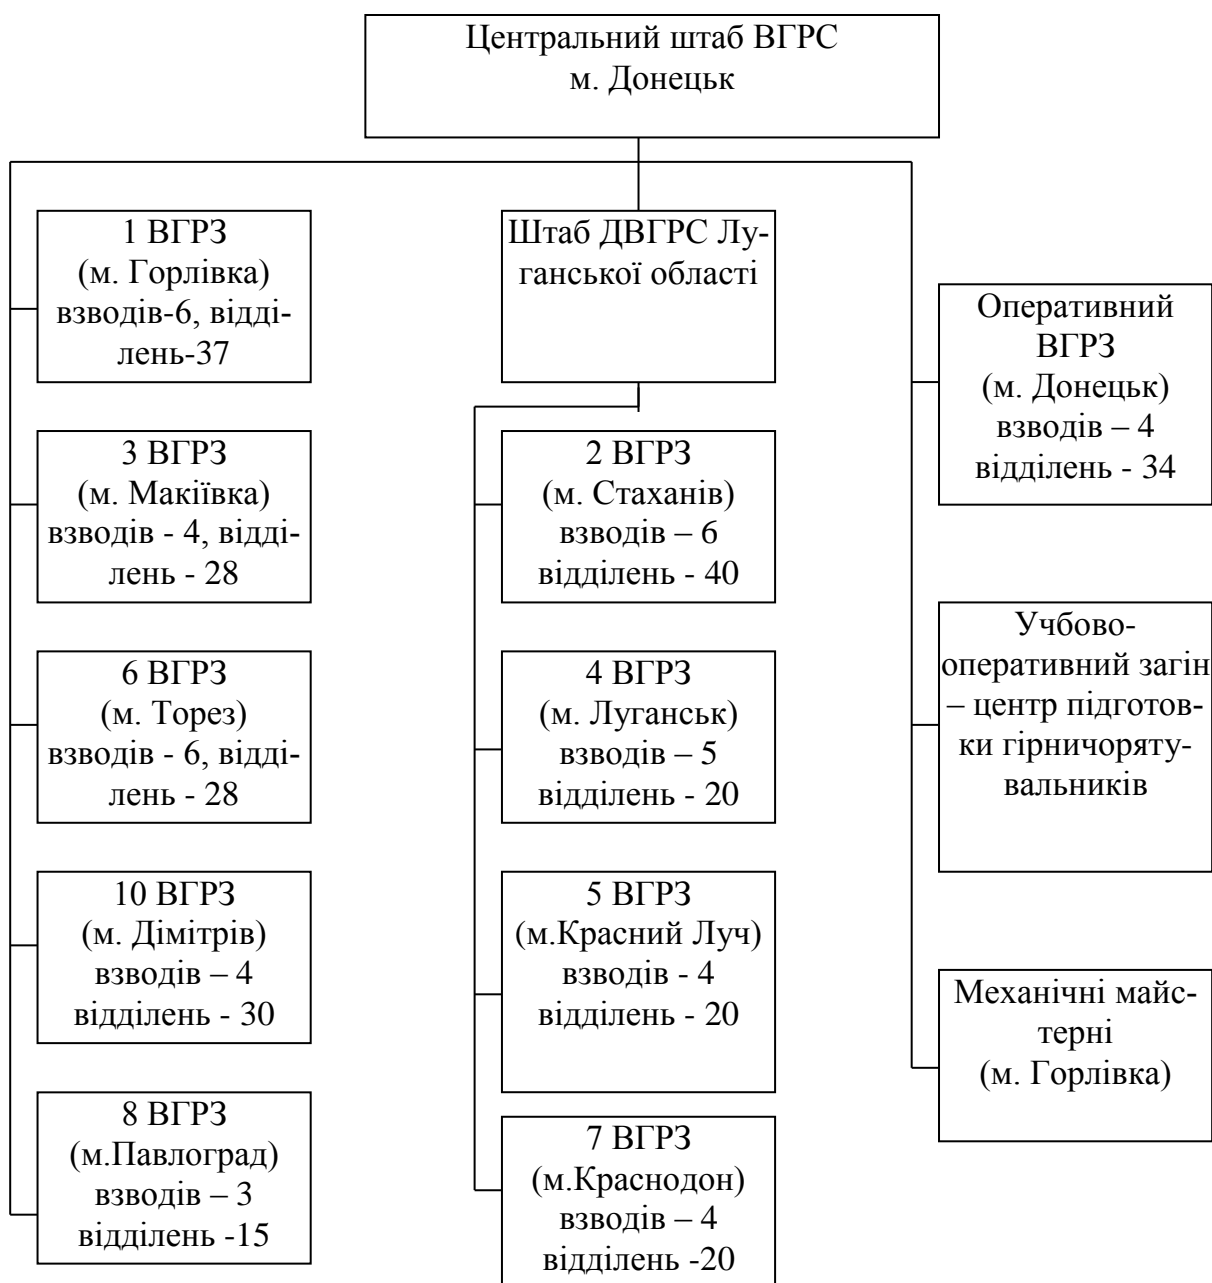 Центральний штаб ВГРС
м. Донецьк
1 ВГРЗ
(м. Горлівка)
взводів-6, відді-
лень-37
3 ВГРЗ
(м. Макіївка)
взводів - 4, відді-
лень - 28
6 ВГРЗ
(м. Торез)
взводів - 6, відді-
лень - 28
10 ВГРЗ
(м. Дімітрів)
взводів – 4
відділень - 30
8 ВГРЗ
(м.Павлоград)
взводів – 3
відділень -15
Штаб ДВГРС Лу-
ганської області
2 ВГРЗ
(м. Стаханів)
взводів – 6
відділень - 40
4 ВГРЗ
(м. Луганськ)
взводів – 5
відділень - 20
5 ВГРЗ
(м.Красний Луч)
взводів - 4
відділень - 20
7 ВГРЗ
(м.Краснодон)
взводів – 4
відділень -20
Оперативний
ВГРЗ
(м. Донецьк)
взводів – 4
відділень - 34
Учбово-
оперативний загін
– центр підготов-
ки гірничоряту-
вальників
Механічні майс-
терні
(м. Горлівка)